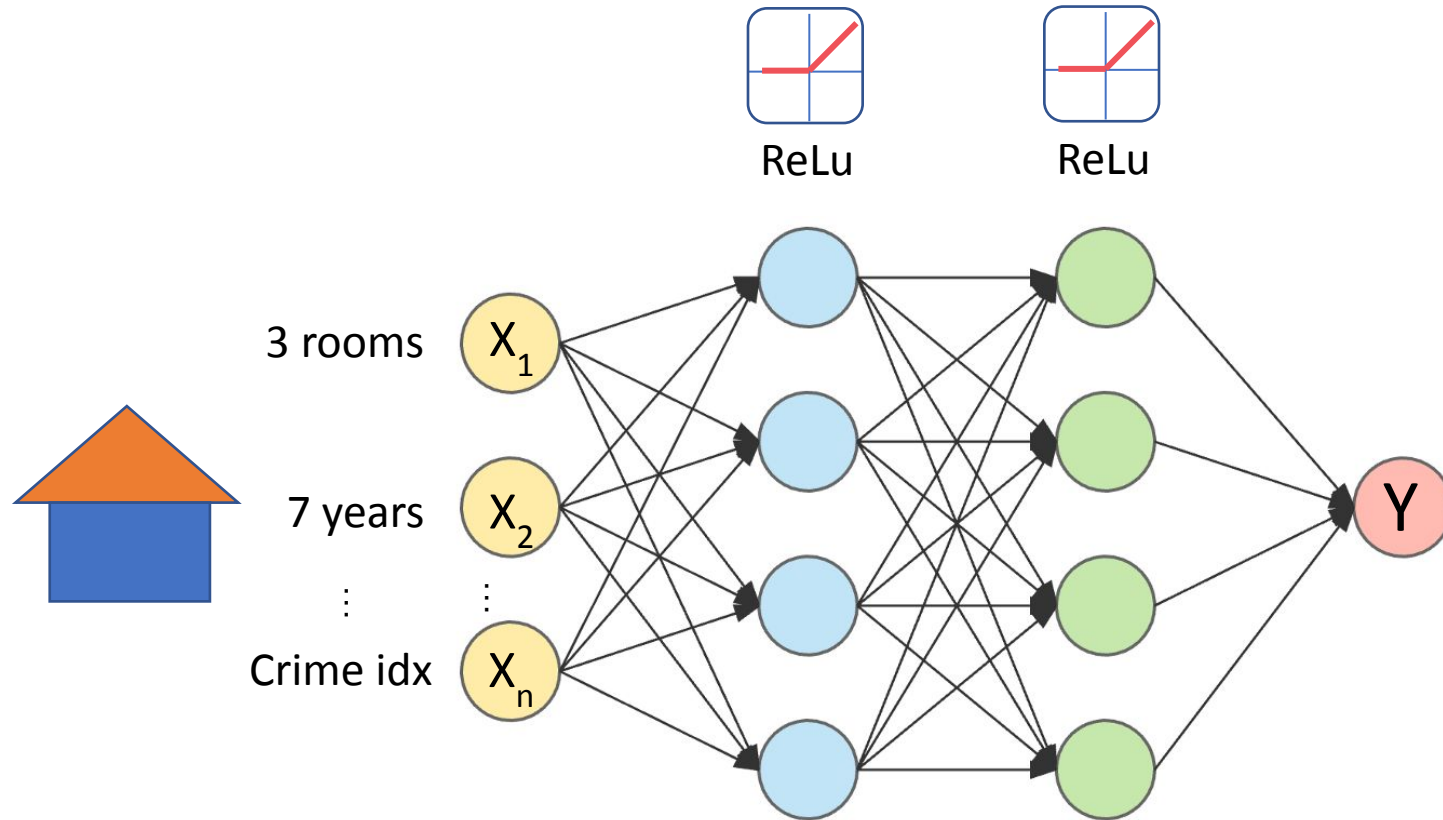 ReLu
ReLu
3 rooms
X1
7 years
X2
⋮
⋮
Crime idx
Xn
Y